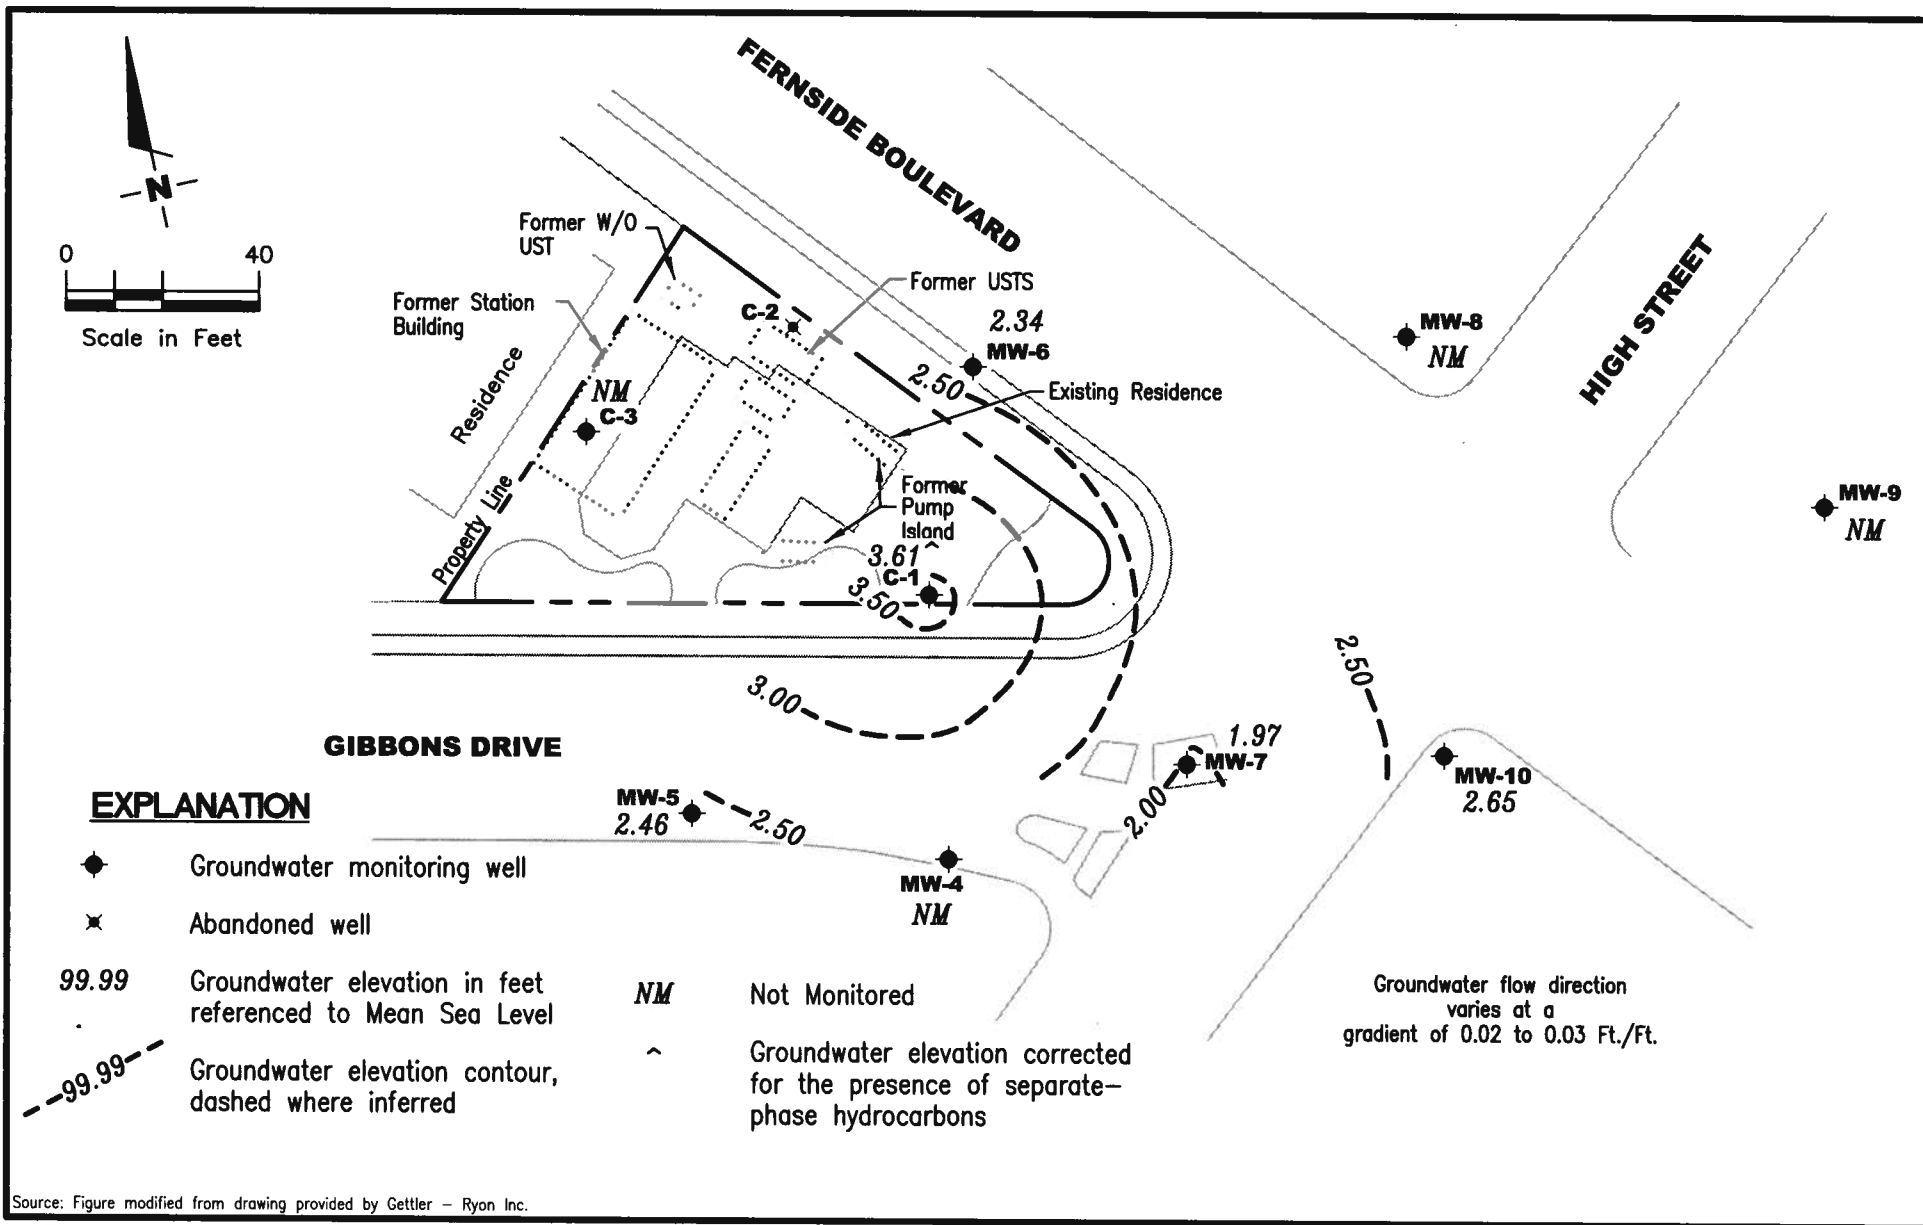 FERNSIDE BOULEVARD
N
0 40
Scale in Feet
Former W/O
UST
Former USTS
C-2
2.34
MW-6
Former Station
Building
Residence
NM
C-3
2.50
Existing Residence
MW-8
NM
HIGH STREET
MW-9
NM
Property Line
Former
Pump
Island
3.61^
C-1
3.50
3.00
2.50
GIBBONS DRIVE
1.97
MW-7
2.00
MW-10
2.65
MW-5
2.46
2.50
MW-4
NM
EXPLANATION
Groundwater monitoring well
Abandoned well
99.99 Groundwater elevation in feet
referenced to Mean Sea Level
99.99 Groundwater elevation contour,
dashed where inferred
NM Not Monitored
^ Groundwater elevation corrected
for the presence of separate-
phase hydrocarbons
Groundwater flow direction
varies at a
gradient of 0.02 to 0.03 Ft./Ft.
Source: Figure modified from drawing provided by Gettler - Ryon Inc.